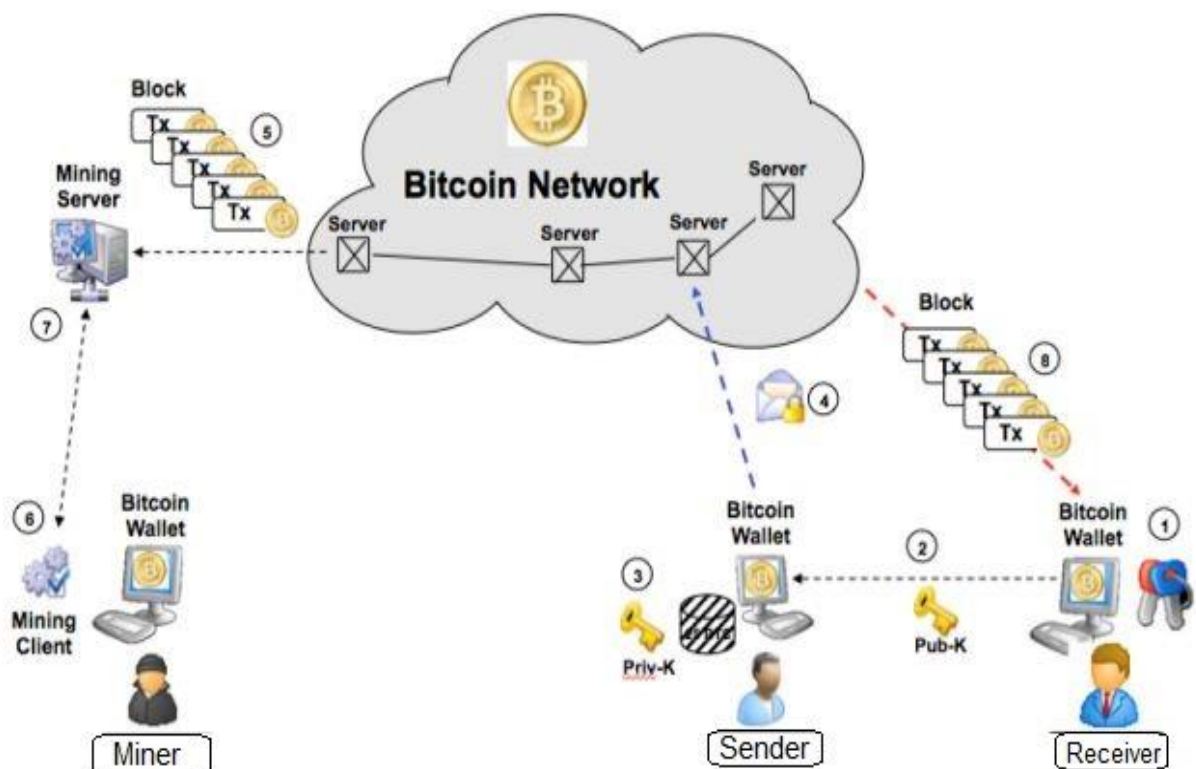 Block
Tx
Tx
Tx
Tx
Tx
5
Mining
Server
Bitcoin Network
Server
Server
Server
Server
7
Block
Tx
Tx
Tx
Tx
Tx
8
4
6
Mining
Client
Bitcoin
Wallet
Miner
3
Priv-K
Bitcoin
Wallet
Sender
2
Pub-K
Bitcoin
Wallet
1
Receiver